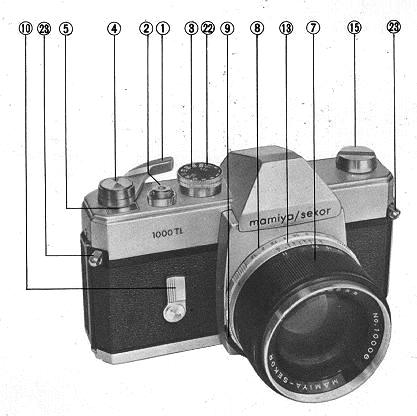 ⑩ ㉓ ⑤ ④ ② ① ③ ㉒ ⑨ ⑧ ⑬ ⑦ ⑮ ㉓
mamiya/sekor
1000 TL
No. 10006
MAMIYA-SEKOR